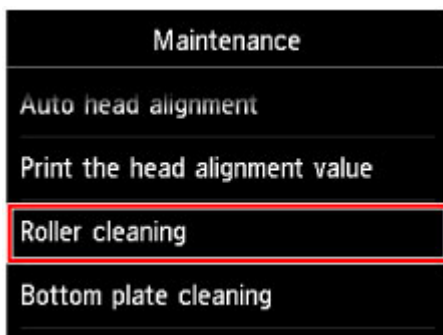 Maintenance
Auto head alignment
Print the head alignment value
Roller cleaning
Bottom plate cleaning